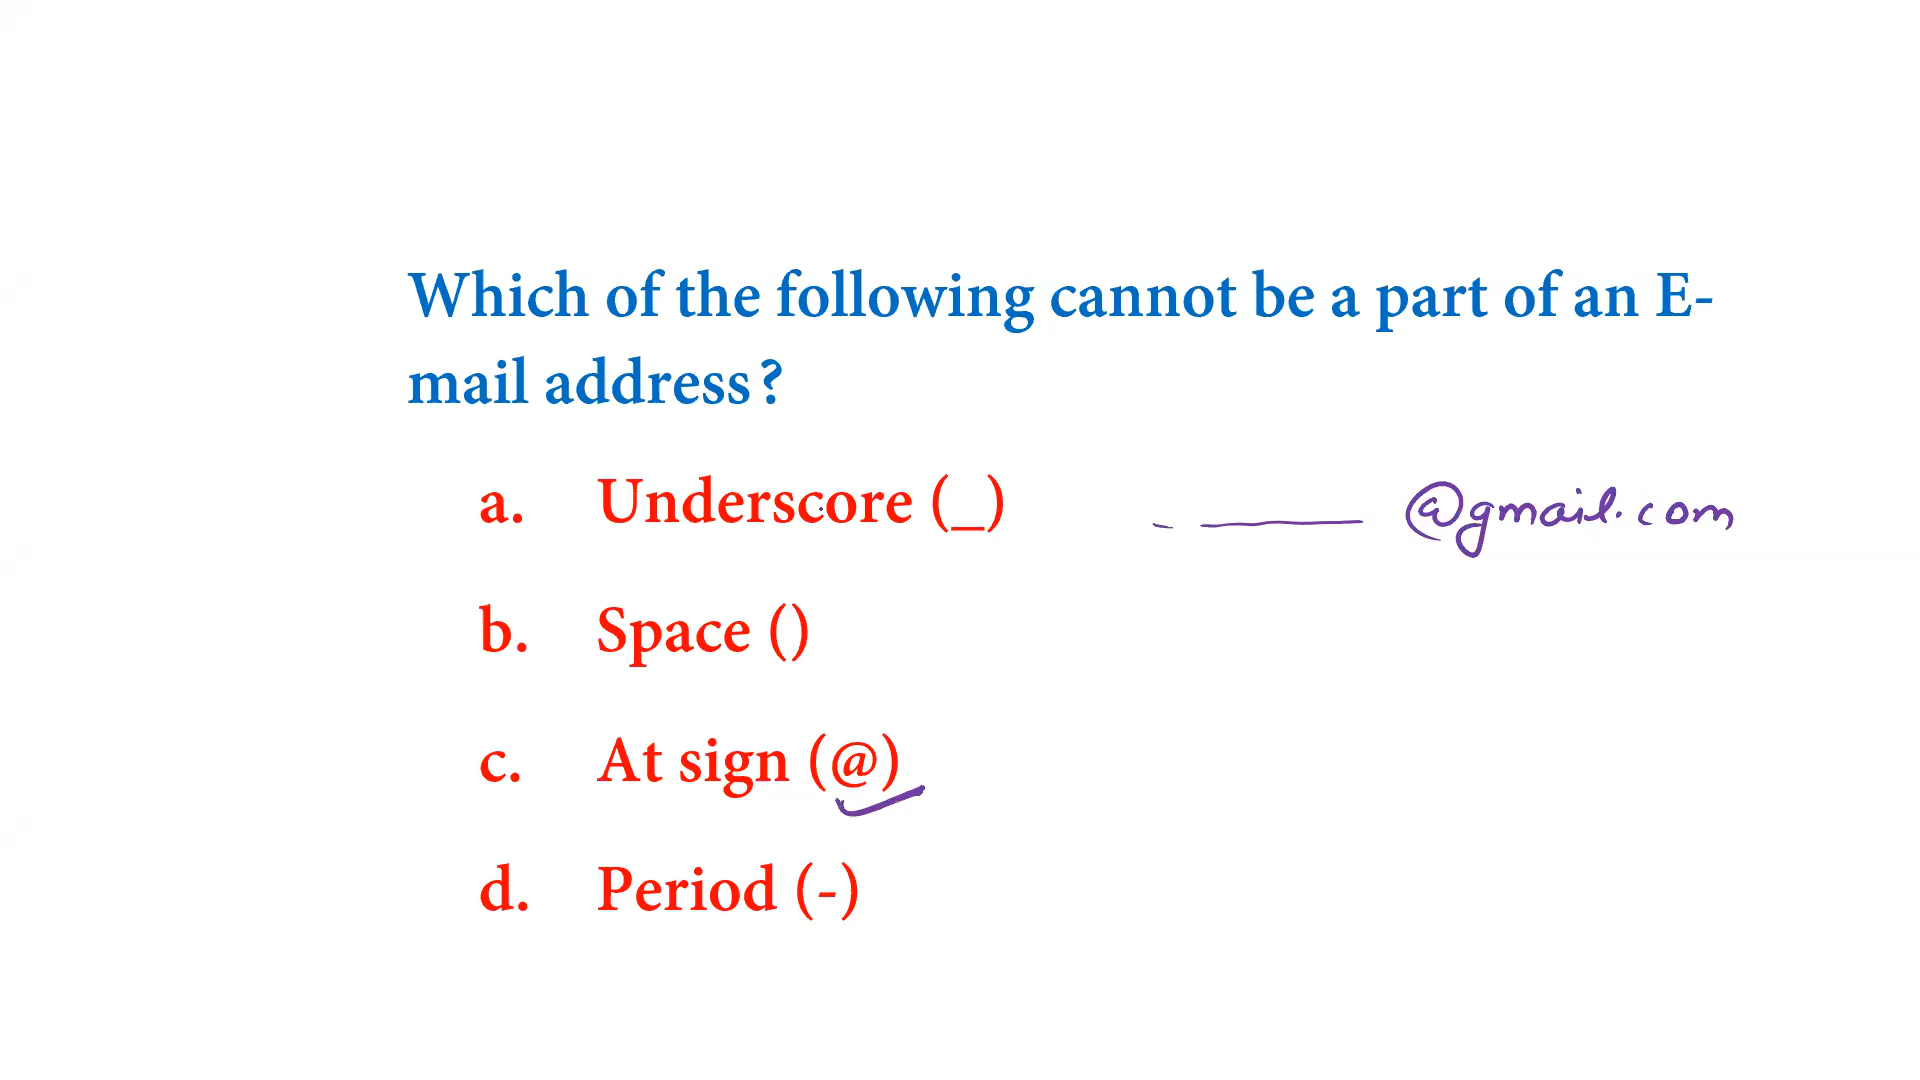 Which of the following cannot be a part of an E-
mail address?
a. Underscore (_)
@gmail.com
b. Space ()
c. At sign (@)
d. Period (-)